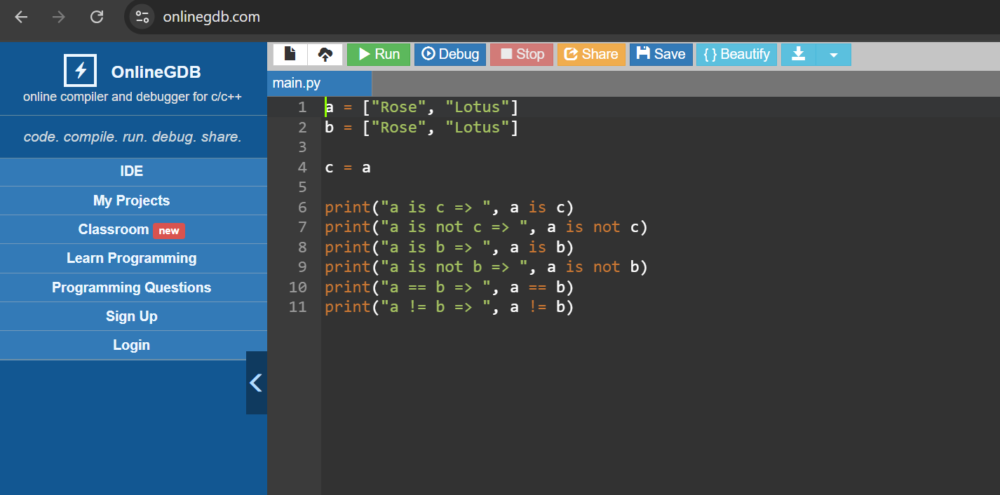 onlinegdb.com
OnlineGDB
online compiler and debugger for c/c++
code. compile. run. debug. share.
IDE
My Projects
Classroom new
Learn Programming
Programming Questions
Sign Up
Login
Run Debug Stop Share Save { } Beautify
main.py
1 a = ["Rose", "Lotus"]
2 b = ["Rose", "Lotus"]
3
4 c = a
5
6 print("a is c => ", a is c)
7 print("a is not c => ", a is not c)
8 print("a is b => ", a is b)
9 print("a is not b => ", a is not b)
10 print("a == b => ", a == b)
11 print("a != b => ", a != b)